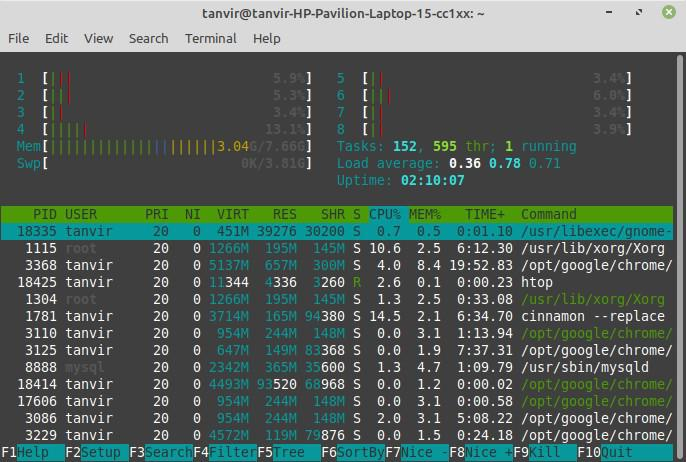 tanvir@tanvir-HP-Pavilion-Laptop-15-cc1xx: ~
File Edit View Search Terminal Help
1 [||| 5.9%] 5 [|| 3.4%]
2 [||| 5.3%] 6 [||| 6.0%]
3 [|| 3.4%] 7 [|| 3.4%]
4 [||||| 13.1%] 8 [|| 3.9%]
Mem[|||||||||||||||||||||3.04G/7.66G] Tasks: 152, 595 thr; 1 running
Swp[ 0K/3.81G] Load average: 0.36 0.78 0.71
Uptime: 02:10:07
PID USER PRI NI VIRT RES SHR S CPU% MEM% TIME+ Command
18335 tanvir 20 0 451M 39276 30200 S 0.7 0.5 0:01.10 /usr/libexec/gnome-
1115 root 20 0 1266M 195M 145M S 10.6 2.5 6:12.30 /usr/lib/xorg/Xorg
3368 tanvir 20 0 5137M 657M 300M S 4.0 8.4 19:52.83 /opt/google/chrome/
18425 tanvir 20 0 11344 4336 3260 R 2.6 0.1 0:00.23 htop
1304 root 20 0 1266M 195M 145M S 1.3 2.5 0:33.08 /usr/lib/xorg/Xorg
1781 tanvir 20 0 3714M 165M 94380 S 14.5 2.1 6:34.70 cinnamon --replace
3110 tanvir 20 0 954M 244M 148M S 0.0 3.1 1:13.94 /opt/google/chrome/
3125 tanvir 20 0 647M 149M 83368 S 0.0 1.9 7:37.31 /opt/google/chrome/
8888 mysql 20 0 2342M 365M 35600 S 1.3 4.7 1:09.79 /usr/sbin/mysqld
18414 tanvir 20 0 4493M 93520 68968 S 0.0 1.2 0:00.02 /opt/google/chrome/
17606 tanvir 20 0 954M 244M 148M S 0.0 3.1 0:00.58 /opt/google/chrome/
3086 tanvir 20 0 954M 244M 148M S 2.0 3.1 5:08.22 /opt/google/chrome/
3229 tanvir 20 0 4572M 119M 79876 S 0.0 1.5 0:24.18 /opt/google/chrome/
F1Help F2Setup F3SearchF4FilterF5Tree F6SortByF7Nice -F8Nice +F9Kill F10Quit